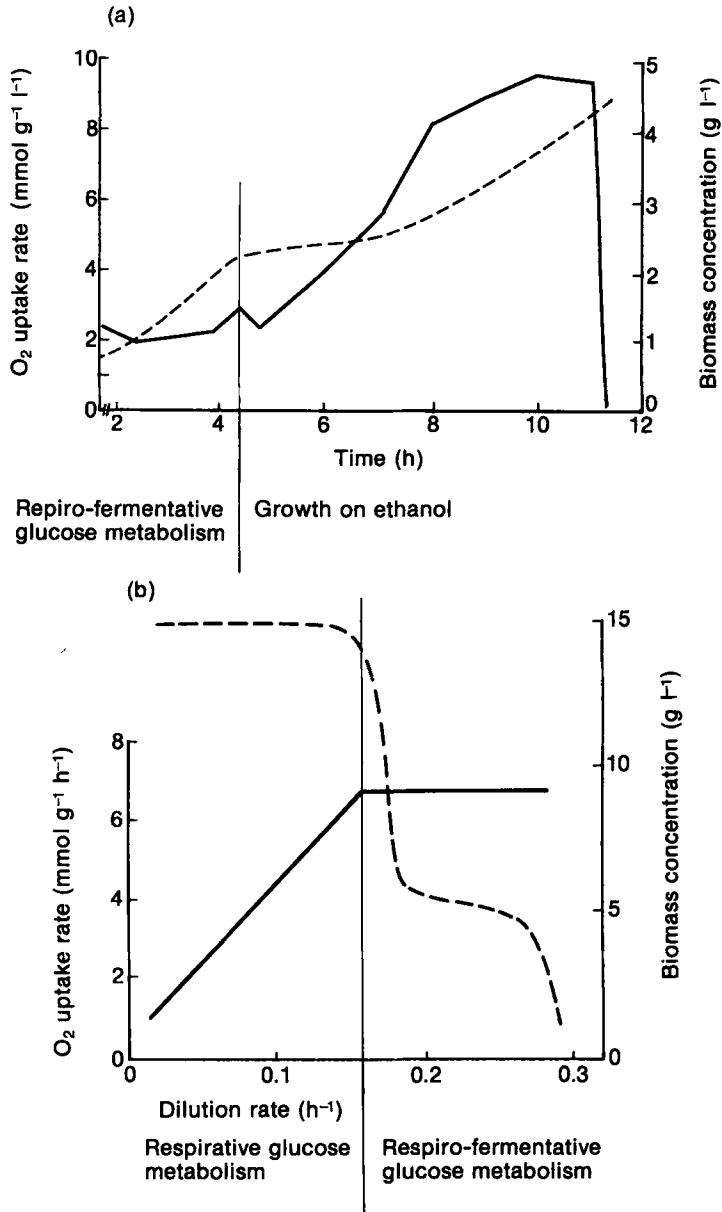 (a)
O₂ uptake rate (mmol g⁻¹ l⁻¹)
10
8
6
4
2
0
Biomass concentration (g l⁻¹)
5
4
3
2
1
0
2 4 6 8 10 12
Time (h)
Repiro-fermentative
glucose metabolism
Growth on ethanol
(b)
O₂ uptake rate (mmol g⁻¹ h⁻¹)
8
6
4
2
0
Biomass concentration (g l⁻¹)
15
10
5
0
0 0.1 0.2 0.3
Dilution rate (h⁻¹)
Respirative glucose
metabolism
Respiro-fermentative
glucose metabolism